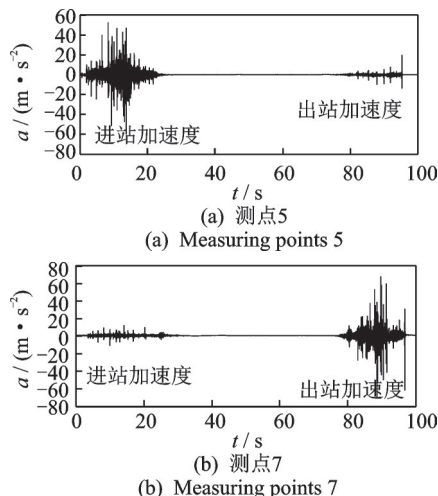 60
40
20
0
−20
−40
−60
−80
a / (m·s⁻²)
进站加速度
出站加速度
0 20 40 60 80 100
t / s
(a) 测点5
(a) Measuring points 5
80
60
40
20
0
−20
−40
−60
−80
a / (m·s⁻²)
进站加速度
出站加速度
0 20 40 60 80 100
t / s
(b) 测点7
(b) Measuring points 7